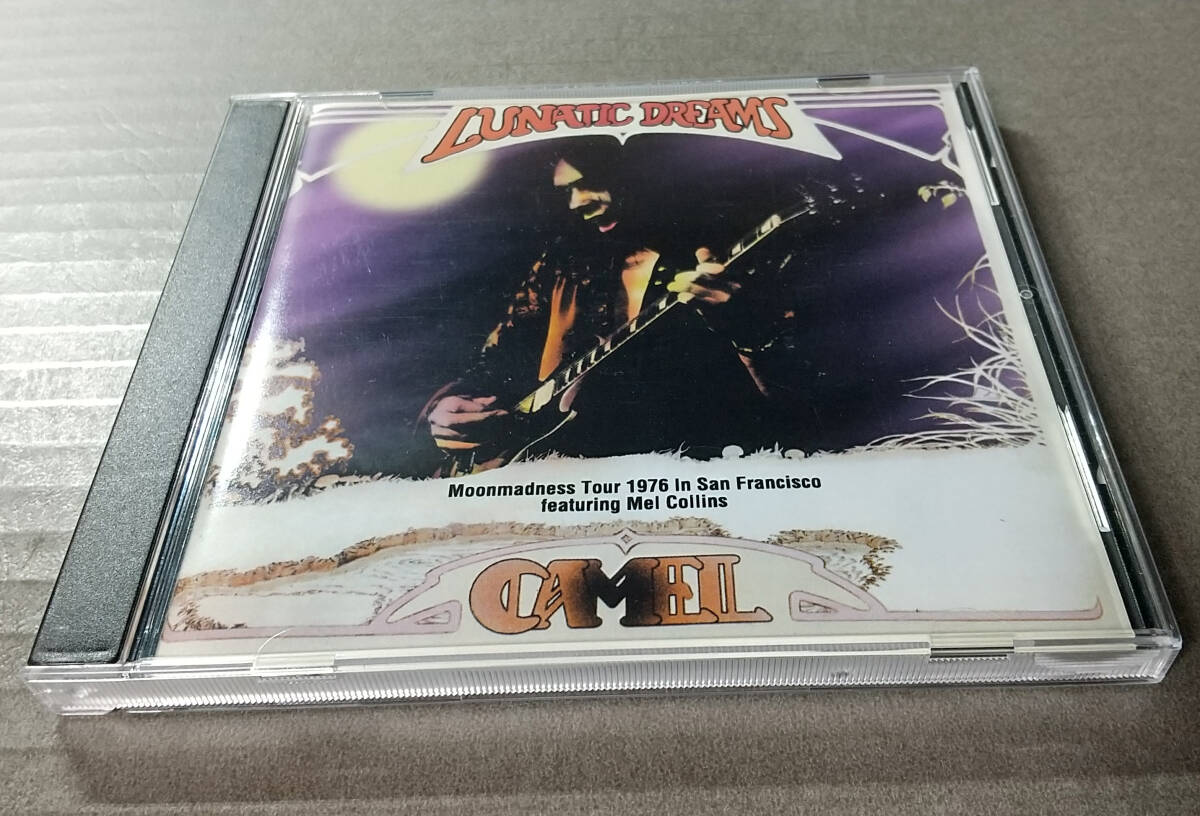 LUNATIC DREAMS
Moonmadness Tour 1976 In San Francisco
featuring Mel Collins
CAMEL